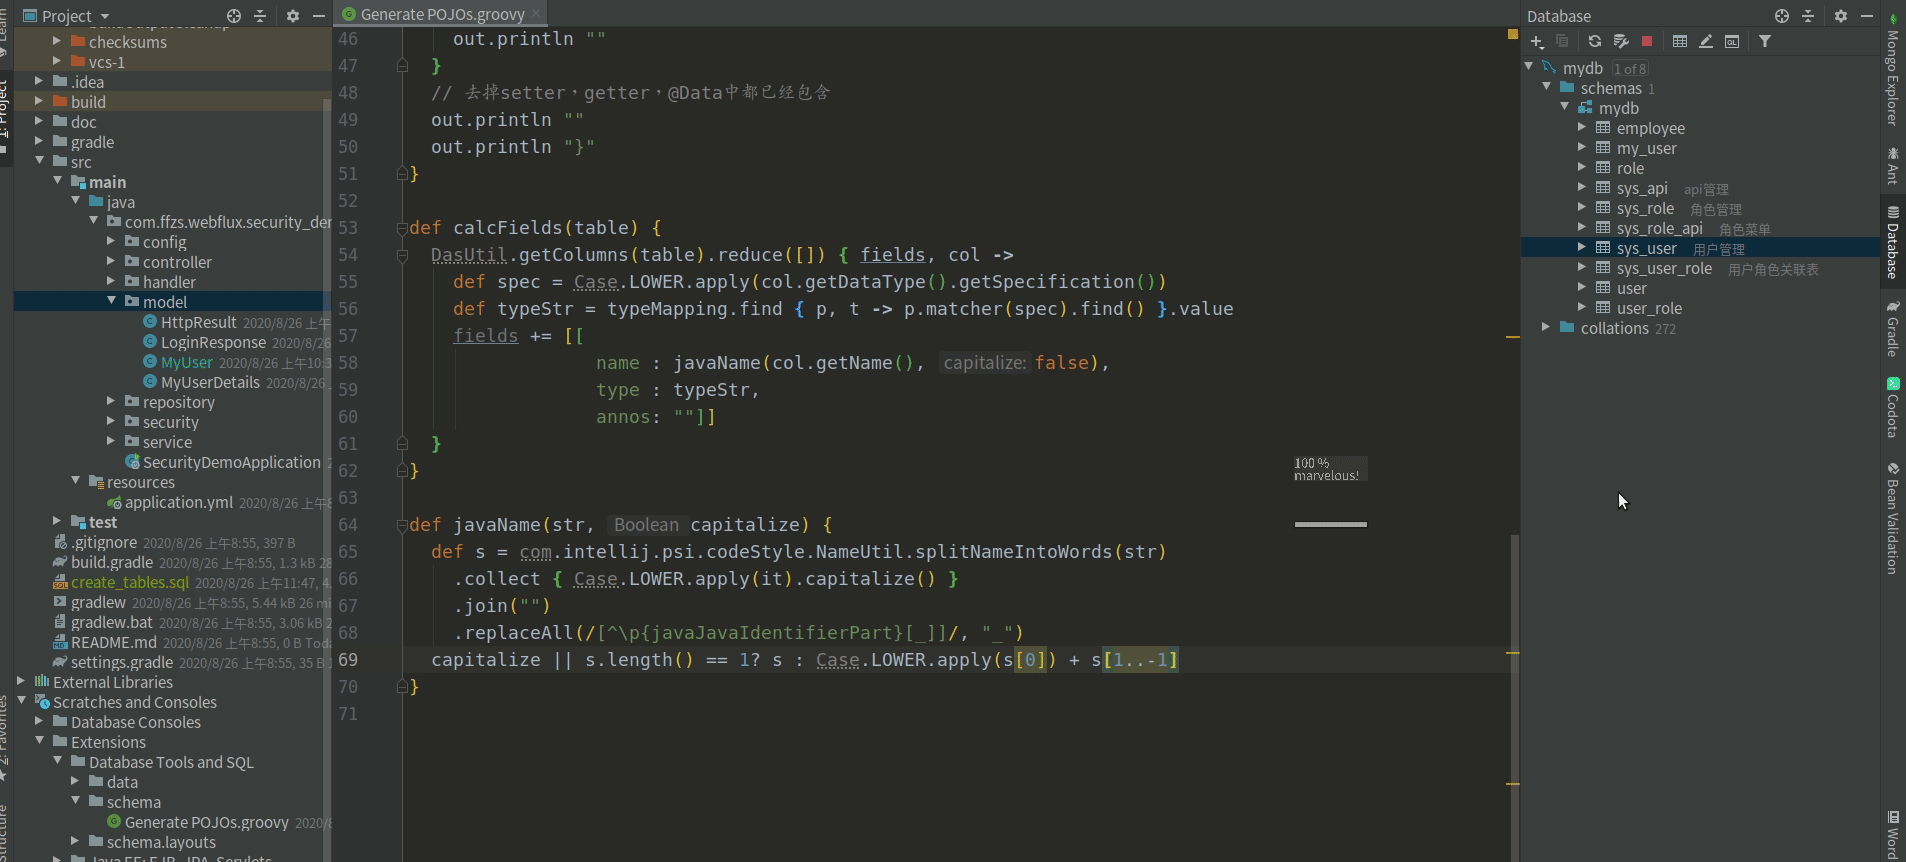 Project
Generate POJOs.groovy
Database
Learn
1: Project
2: Favorites
Structure
checksums
vcs-1
.idea
build
doc
gradle
src
main
java
com.ffzs.webflux.security_der
config
controller
handler
model
HttpResult 2020/8/26 上午
LoginResponse 2020/8/26
MyUser 2020/8/26 上午10:3
MyUserDetails 2020/8/26
repository
security
service
SecurityDemoApplication 2
resources
application.yml 2020/8/26 上午8
test
.gitignore 2020/8/26 上午8:55, 397 B
build.gradle 2020/8/26 上午8:55, 1.3 kB 28
create_tables.sql 2020/8/26 上午11:47, 4.
gradlew 2020/8/26 上午8:55, 5.44 kB 26 mi
gradlew.bat 2020/8/26 上午8:55, 3.06 kB 2
README.md 2020/8/26 上午8:55, 0 B Toda
settings.gradle 2020/8/26 上午8:55, 35 B 1
External Libraries
Scratches and Consoles
Database Consoles
Extensions
Database Tools and SQL
data
schema
Generate POJOs.groovy 2020/8
schema.layouts
46 out.println ""
47 }
48 // 去掉setter，getter，@Data中都已经包含
49 out.println ""
50 out.println "}"
51 }
52
53 def calcFields(table) {
54 DasUtil.getColumns(table).reduce([]) { fields, col ->
55 def spec = Case.LOWER.apply(col.getDataType().getSpecification())
56 def typeStr = typeMapping.find { p, t -> p.matcher(spec).find() }.value
57 fields += [[
58 name : javaName(col.getName(), capitalize: false),
59 type : typeStr,
60 annos: ""]]
61 }
62 }
63
64 def javaName(str, Boolean capitalize) {
65 def s = com.intellij.psi.codeStyle.NameUtil.splitNameIntoWords(str)
66 .collect { Case.LOWER.apply(it).capitalize() }
67 .join("")
68 .replaceAll(/[^\p{javaJavaIdentifierPart}[_]]/, "_")
69 capitalize || s.length() == 1? s : Case.LOWER.apply(s[0]) + s[1..-1]
70 }
71
100 %
marvelous!
mydb 1 of 8
schemas 1
mydb
employee
my_user
role
sys_api api管理
sys_role 角色管理
sys_role_api 角色菜单
sys_user 用户管理
sys_user_role 用户角色关联表
user
user_role
collations 272
Mongo Explorer
Ant
Database
Gradle
Codota
Bean Validation
Word